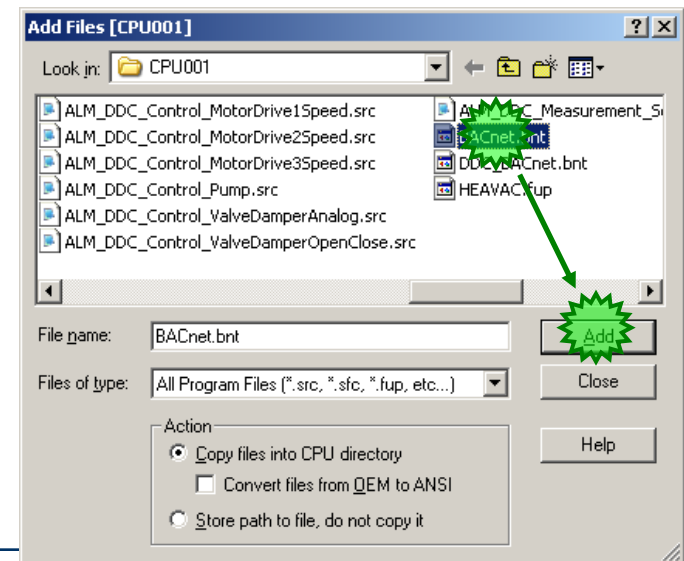 Add Files [CPU001]
Look in: CPU001
ALM_DDC_Control_MotorDrive1Speed.src
ALM_DDC_Control_MotorDrive2Speed.src
ALM_DDC_Control_MotorDrive3Speed.src
ALM_DDC_Control_Pump.src
ALM_DDC_Control_ValveDamperAnalog.src
ALM_DDC_Control_ValveDamperOpenClose.src
ALM_DDC_Measurement_S
BACnet.bnt
DDC_BACnet.bnt
HEAVAC.fup
File name: BACnet.bnt
Add
Files of type: All Program Files (*.src, *.sfc, *.fup, etc...)
Close
Action
Copy files into CPU directory
Help
Convert files from OEM to ANSI
Store path to file, do not copy it